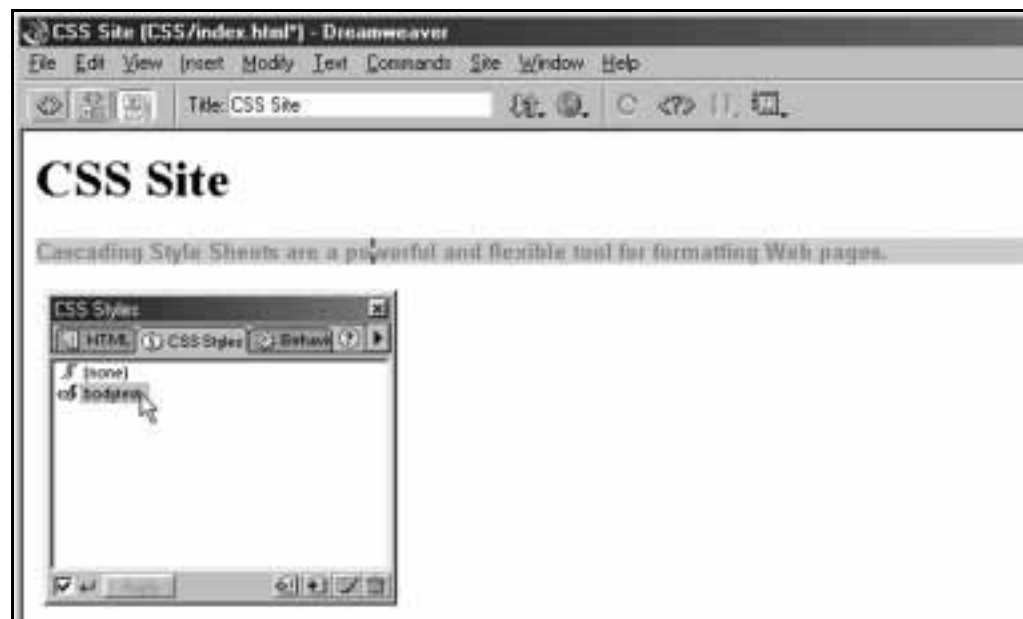 CSS Site (CSS/index.html*) - Dreamweaver
File Edit View Insert Modify Text Commands Site Window Help
Title: CSS Site
CSS Site
Cascading Style Sheets are a powerful and flexible tool for formatting Web pages.
CSS Styles
HTML CSS Styles Behavi
(none)
bodytext